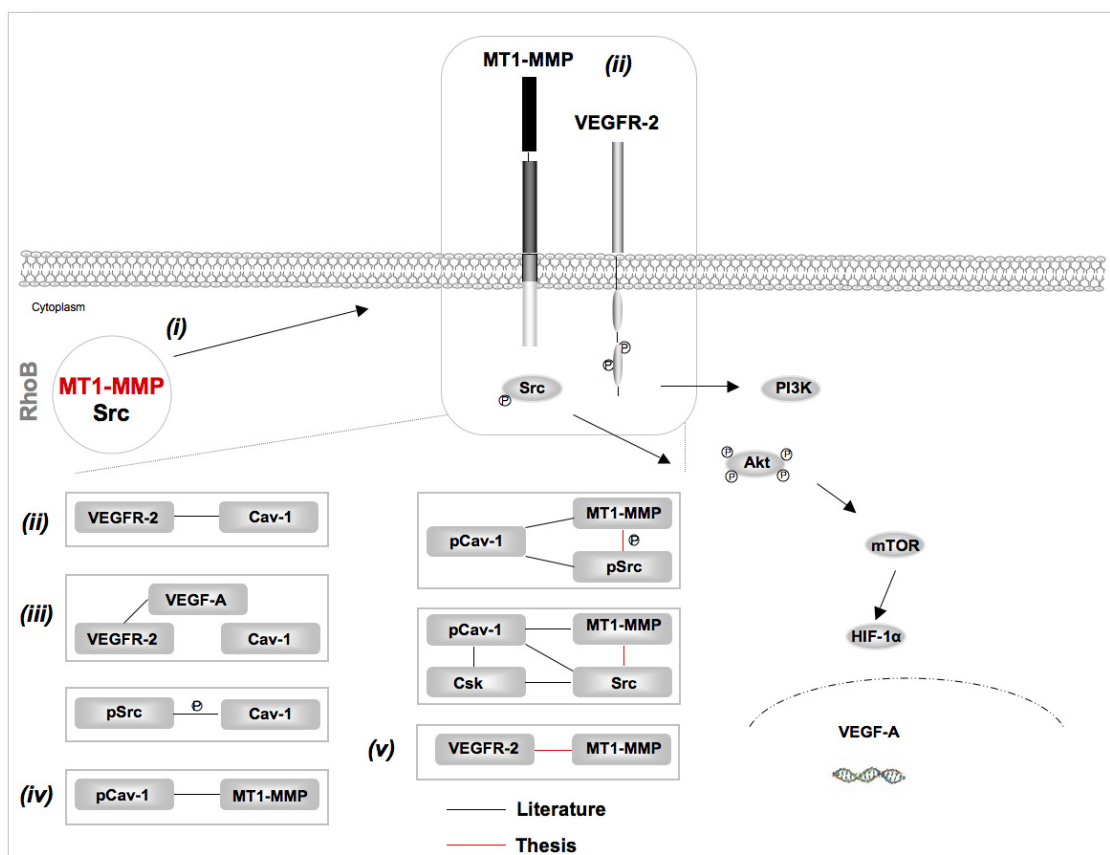 MT1-MMP
(ii)
VEGFR-2
Cytoplasm
(i)
RhoB
MT1-MMP
Src
P
P
Src
P
PI3K
P
P
Akt
P
P
mTOR
HIF-1α
VEGF-A
(ii)
VEGFR-2
Cav-1
(iii)
VEGF-A
VEGFR-2
Cav-1
pSrc
P
Cav-1
(iv)
pCav-1
MT1-MMP
MT1-MMP
pCav-1
P
pSrc
pCav-1
MT1-MMP
Csk
Src
(v)
VEGFR-2
MT1-MMP
Literature
Thesis